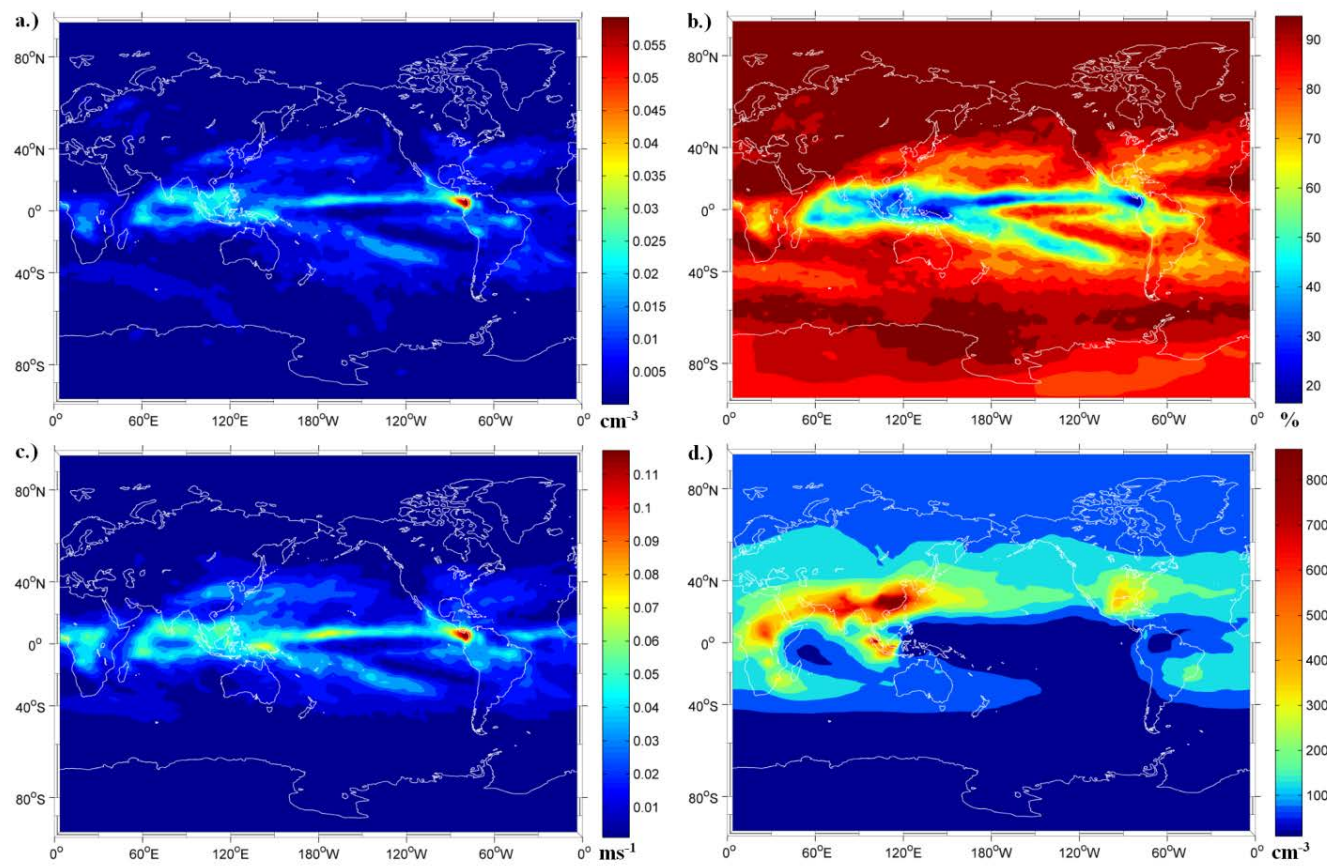 a.)
80°N
40°N
0°
40°S
80°S
0° 60°E 120°E 180°W 120°W 60°W 0°
0.055
0.05
0.045
0.04
0.035
0.03
0.025
0.02
0.015
0.01
0.005
cm⁻³
b.)
80°N
40°N
0°
40°S
80°S
0° 60°E 120°E 180°W 120°W 60°W 0°
90
80
70
60
50
40
30
20
%
c.)
80°N
40°N
0°
40°S
80°S
0° 60°E 120°E 180°W 120°W 60°W 0°
0.11
0.1
0.09
0.08
0.07
0.06
0.05
0.04
0.03
0.02
0.01
ms⁻¹
d.)
80°N
40°N
0°
40°S
80°S
0° 60°E 120°E 180°W 120°W 60°W 0°
800
700
600
500
400
300
200
100
cm⁻³